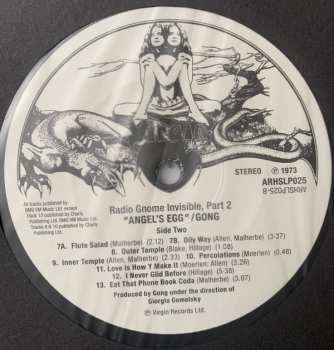 Virgin
All tracks published by
BMG VM Music Ltd. except
Track 10 published by Charly
Publishing Ltd./BMG VM Music Ltd.
Tracks 8 & 10 published by Charly
Publishing Ltd.
STEREO ℗ 1973
ARHSLP025
ARHSLP025-B
Radio Gnome Invisible, Part 2
"ANGEL'S EGG"/GONG
Side Two
7A. Flute Salad (Malherbe) (2.12) 7B. Oily Way (Allen, Malherbe) (3.37)
8. Outer Temple (Blake, Hillage) (1.08)
9. Inner Temple (Allen, Malherbe) (2.33) 10. Percolations (Moerlen) (0.41)
11. Love Is How Y Make It (Moerlen; Allen) (3.26)
12. I Never Glid Before (Hillage) (5.38)
13. Eat That Phone Book Coda (Malherbe) (3.07)
Produced by Gong under the direction of
Giorgio Gomelsky
℗ Virgin Records Ltd.